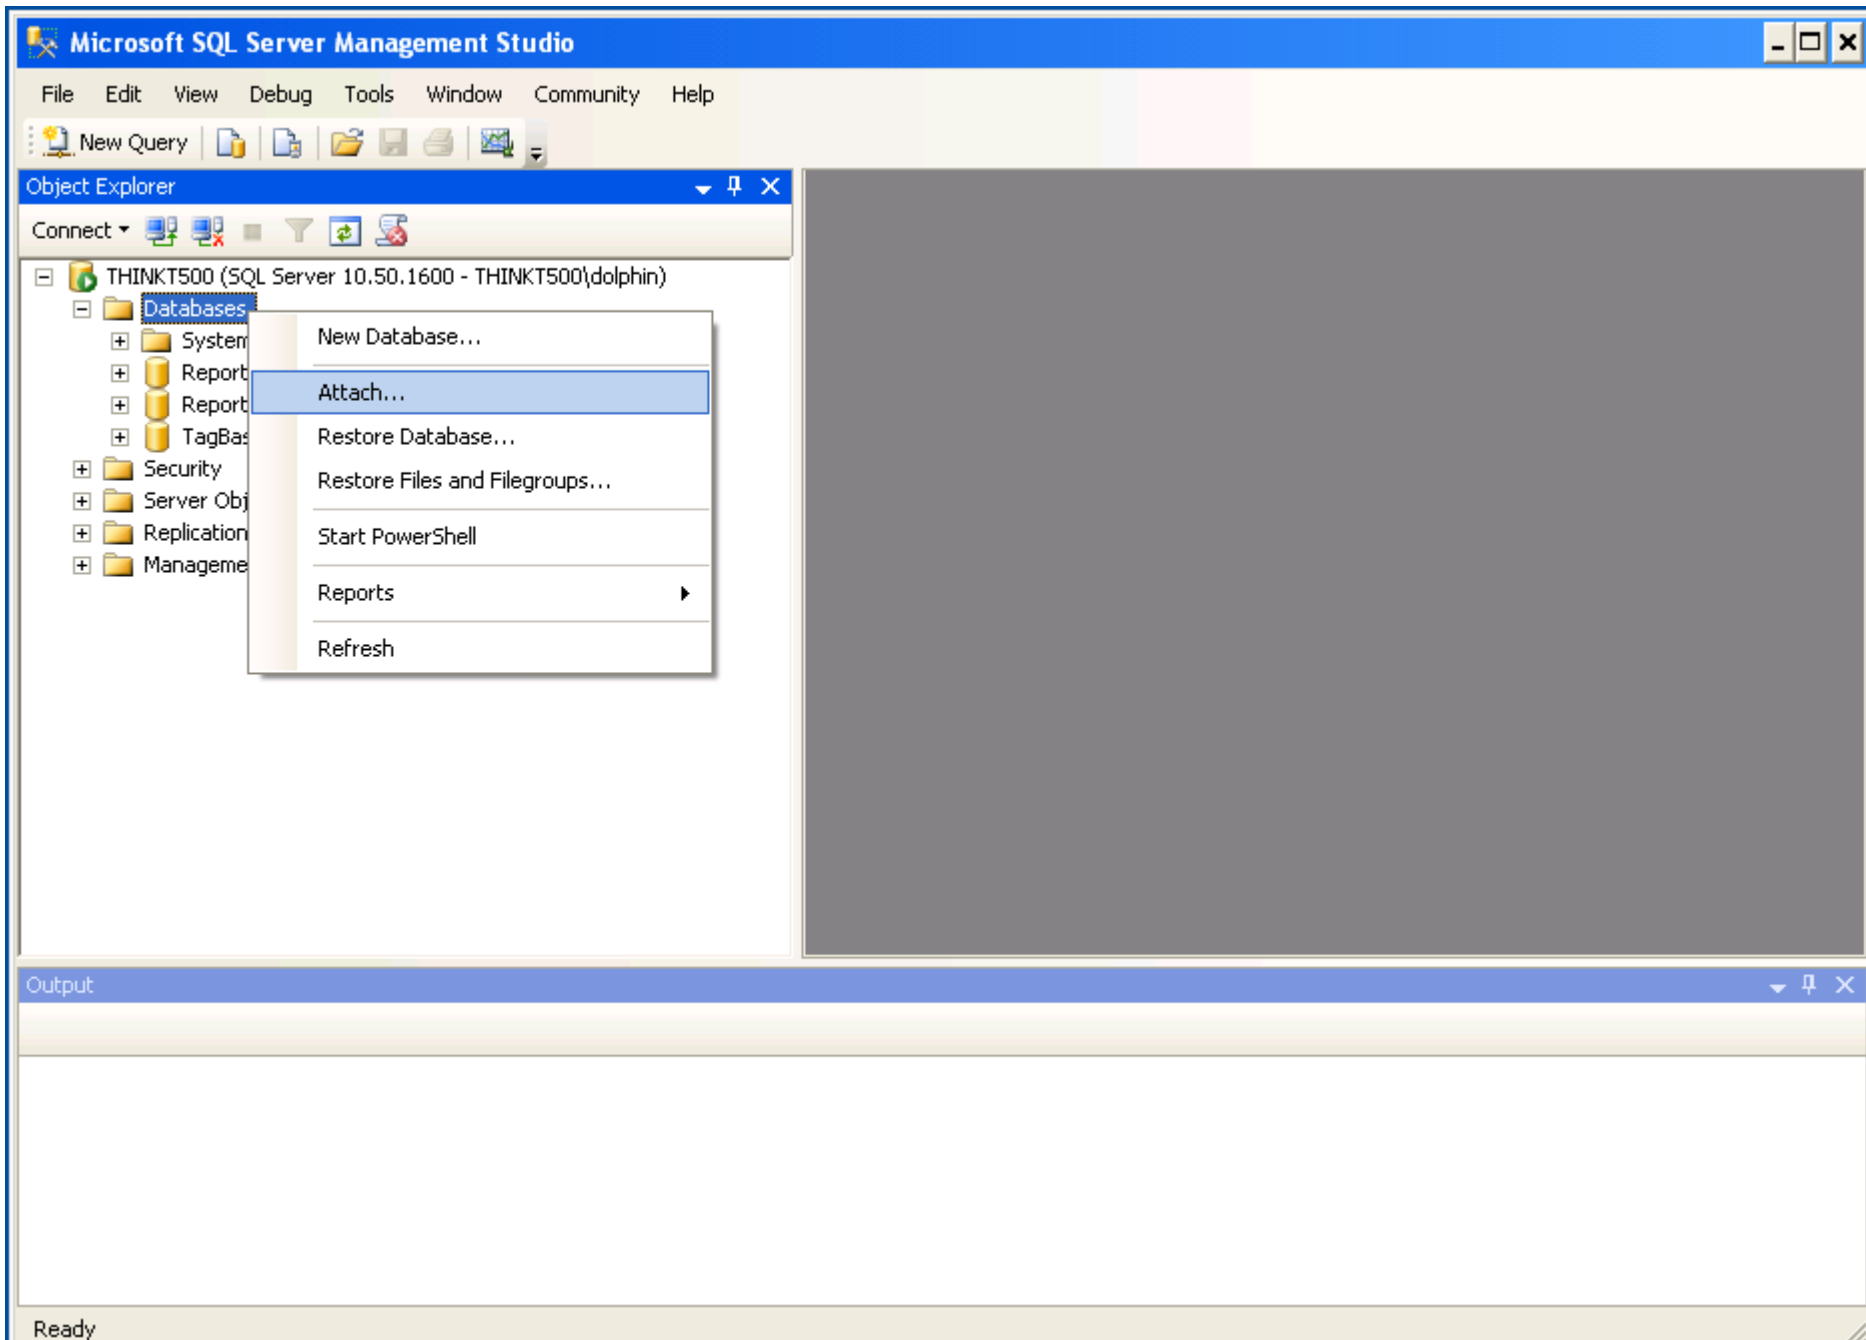 Microsoft SQL Server Management Studio
File Edit View Debug Tools Window Community Help
New Query
Object Explorer
Connect
THINKT500 (SQL Server 10.50.1600 - THINKT500\dolphin)
Databases
System
Report
Report
TagBas
Security
Server Obj
Replication
Manageme
New Database...
Attach...
Restore Database...
Restore Files and Filegroups...
Start PowerShell
Reports
Refresh
Output
Ready